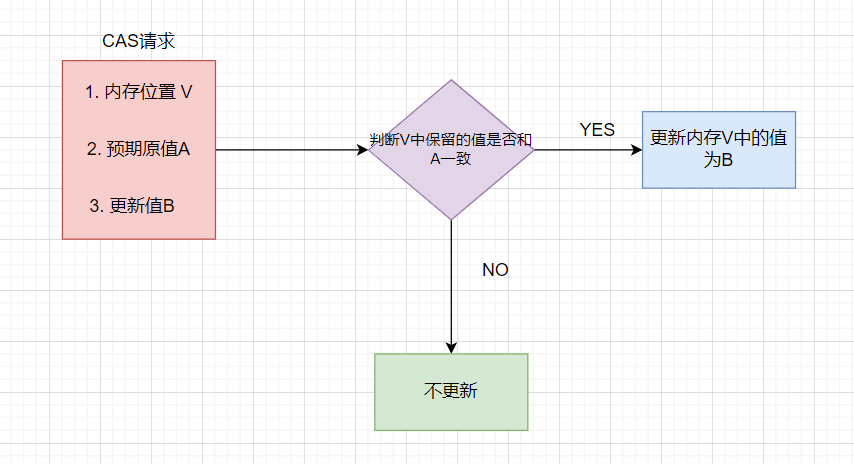 CAS请求
1. 内存位置 V
2. 预期原值A
3. 更新值B
判断V中保留的值是否和
A一致
YES
更新内存V中的值
为B
NO
不更新